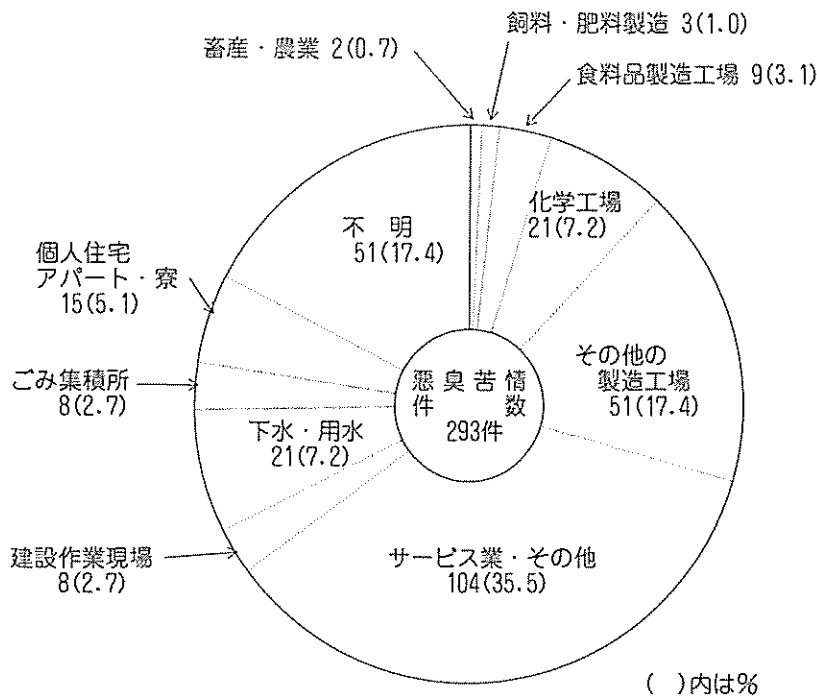 畜産・農業 2(0.7)
飼料・肥料製造 3(1.0)
食料品製造工場 9(3.1)
化学工場
21(7.2)
その他の
製造工場
51(17.4)
サービス業・その他
104(35.5)
建設作業現場
8(2.7)
下水・用水
21(7.2)
ごみ集積所
8(2.7)
個人住宅
アパート・寮
15(5.1)
不 明
51(17.4)
悪臭苦情
件 数
293件
( )内は%